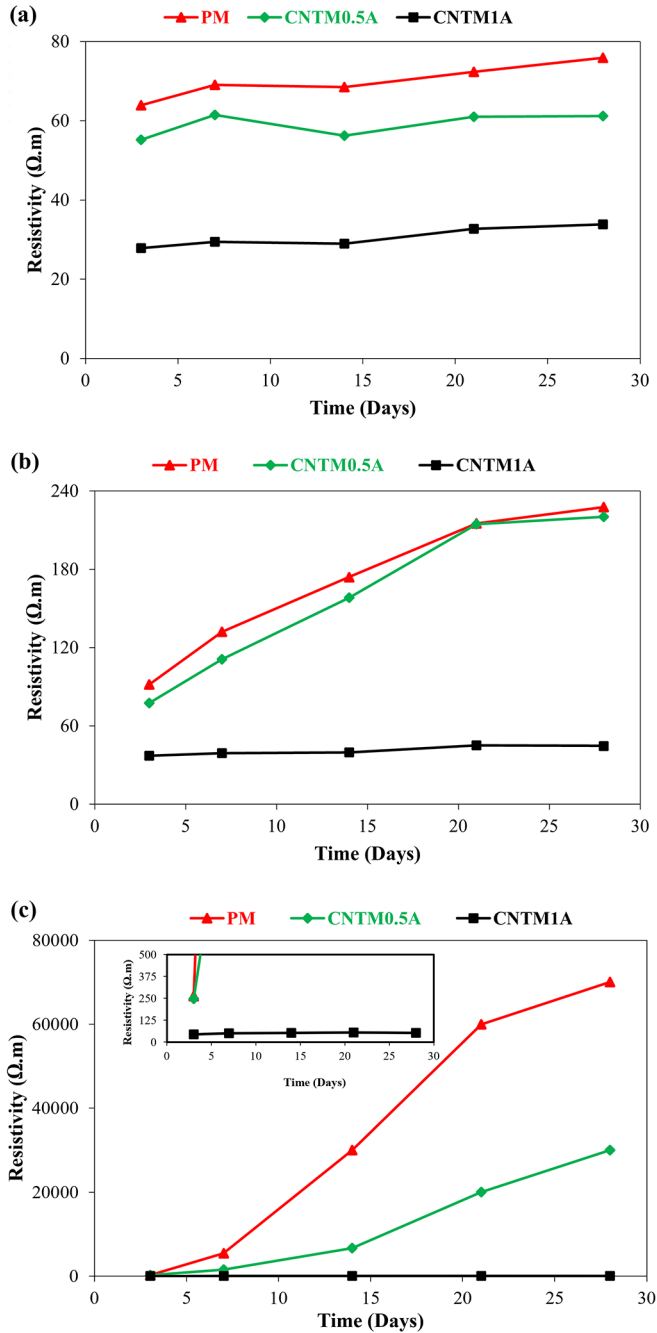 (a)
PM CNTM0.5A CNTM1A
80
60
40
20
0
Resistivity (Ω.m)
0 5 10 15 20 25 30
Time (Days)
(b)
PM CNTM0.5A CNTM1A
240
180
120
60
0
Resistivity (Ω.m)
0 5 10 15 20 25 30
Time (Days)
(c)
PM CNTM0.5A CNTM1A
80000
60000
40000
20000
0
Resistivity (Ω.m)
500
375
250
125
0
Resistivity (Ω.m)
0 5 10 15 20 25 30
Time (Days)
0 5 10 15 20 25 30
Time (Days)